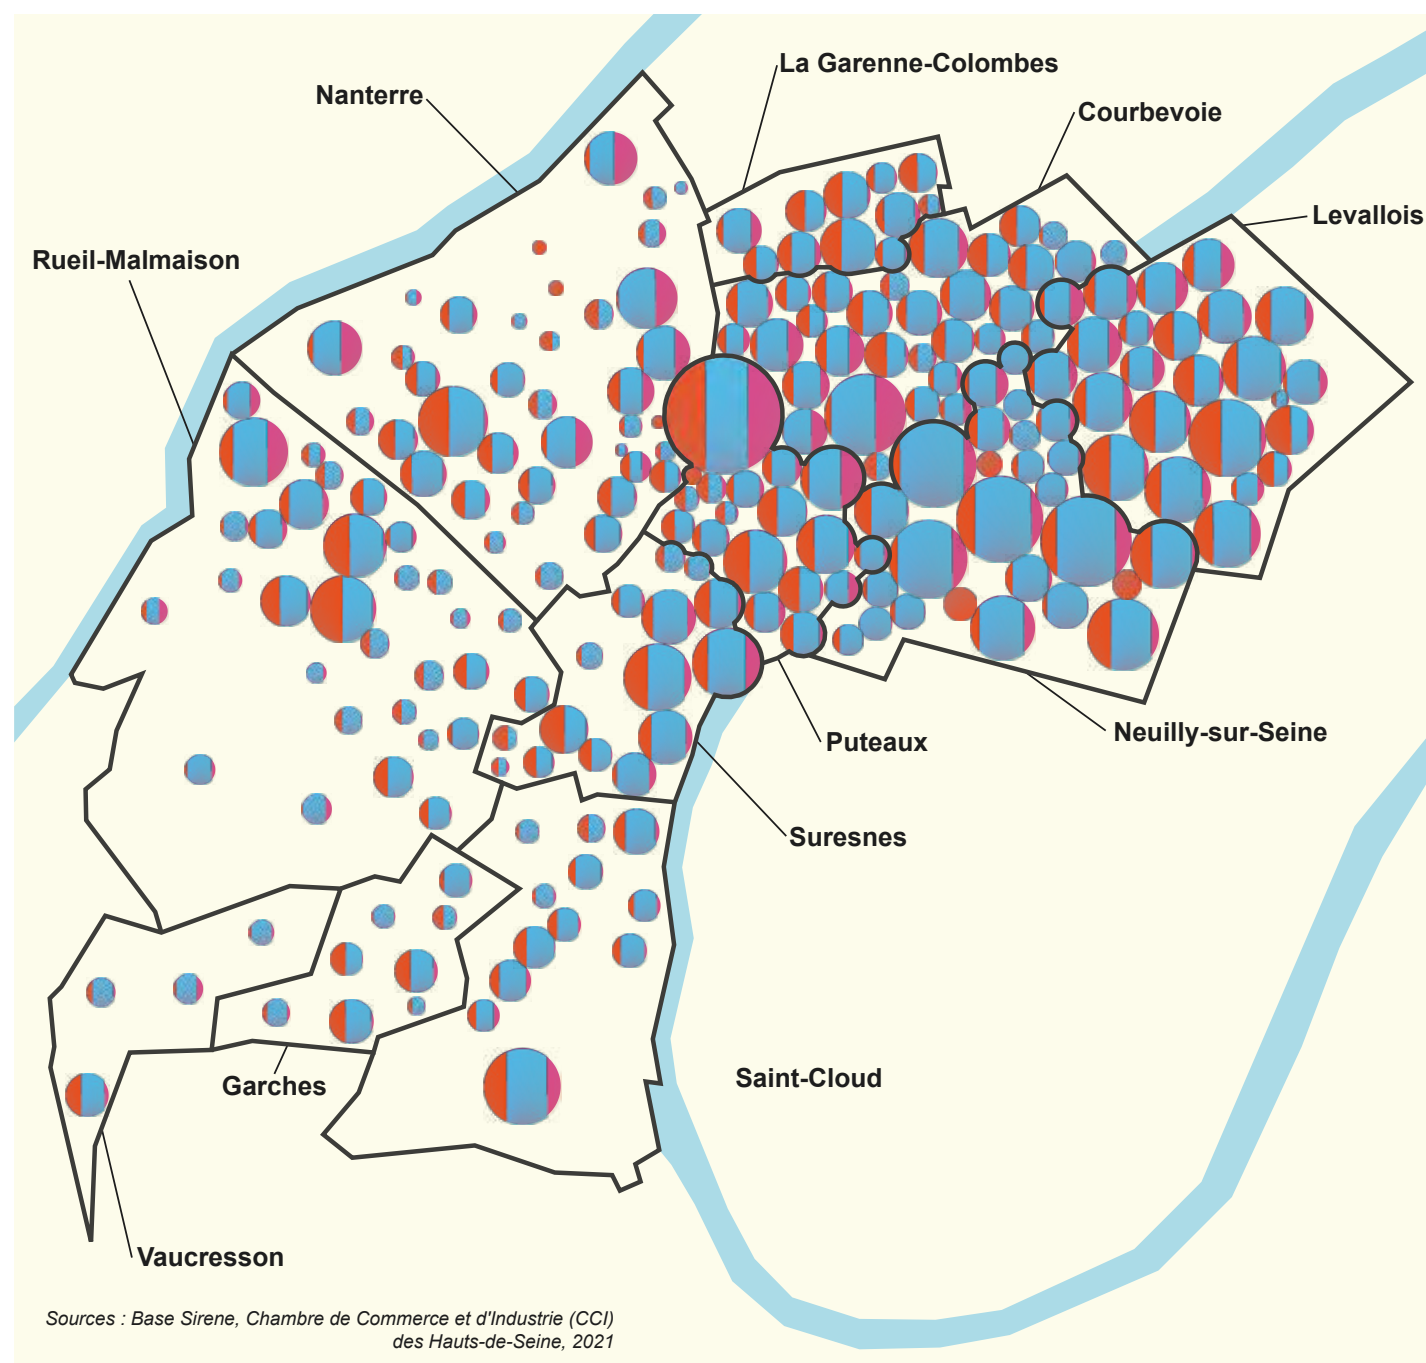 La Garenne-Colombes
Nanterre
Courbevoie
Levallois
Rueil-Malmaison
Neuilly-sur-Seine
Puteaux
Suresnes
Saint-Cloud
Garches
Vaucresson
Sources : Base Sirene, Chambre de Commerce et d'Industrie (CCI)
des Hauts-de-Seine, 2021